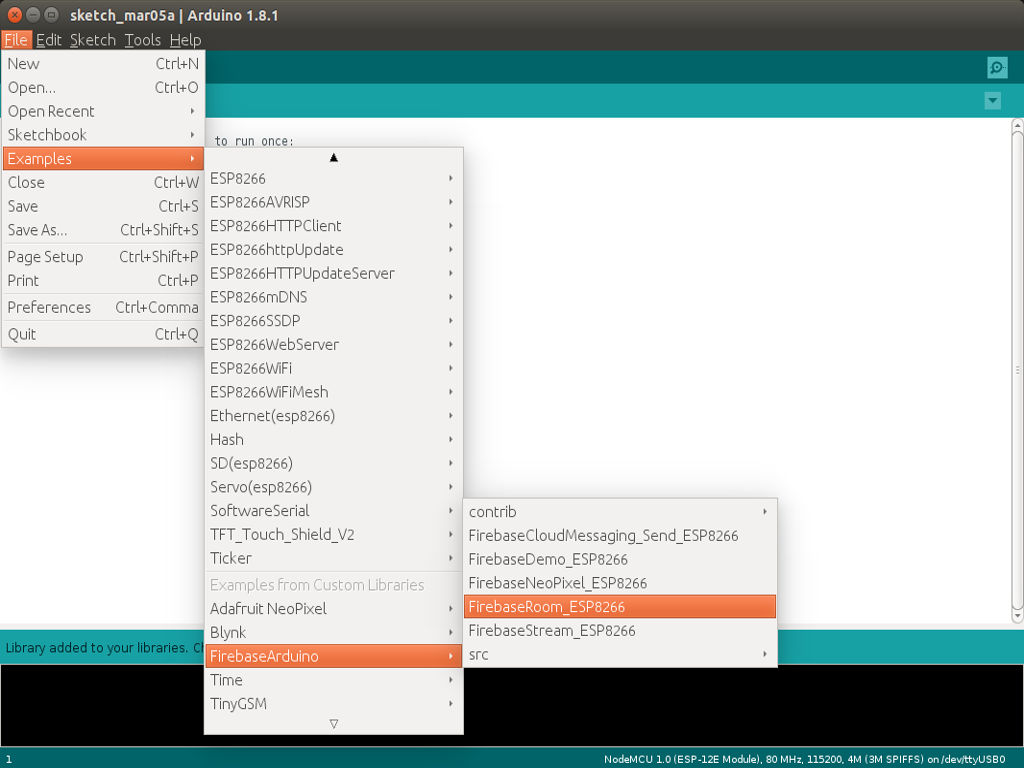 sketch_mar05a | Arduino 1.8.1
File Edit Sketch Tools Help
New Ctrl+N
Open... Ctrl+O
Open Recent
Sketchbook
Examples
Close Ctrl+W
Save Ctrl+S
Save As... Ctrl+Shift+S
Page Setup Ctrl+Shift+P
Print Ctrl+P
Preferences Ctrl+Comma
Quit Ctrl+Q
to run once:
ESP8266
ESP8266AVRISP
ESP8266HTTPClient
ESP8266httpUpdate
ESP8266HTTPUpdateServer
ESP8266mDNS
ESP8266SSDP
ESP8266WebServer
ESP8266WiFi
ESP8266WiFiMesh
Ethernet(esp8266)
Hash
SD(esp8266)
Servo(esp8266)
SoftwareSerial
TFT_Touch_Shield_V2
Ticker
Examples from Custom Libraries
Adafruit NeoPixel
Blynk
FirebaseArduino
Time
TinyGSM
contrib
FirebaseCloudMessaging_Send_ESP8266
FirebaseDemo_ESP8266
FirebaseNeoPixel_ESP8266
FirebaseRoom_ESP8266
FirebaseStream_ESP8266
src
Library added to your libraries. Ch
1
NodeMCU 1.0 (ESP-12E Module), 80 MHz, 115200, 4M (3M SPIFFS) on /dev/ttyUSB0